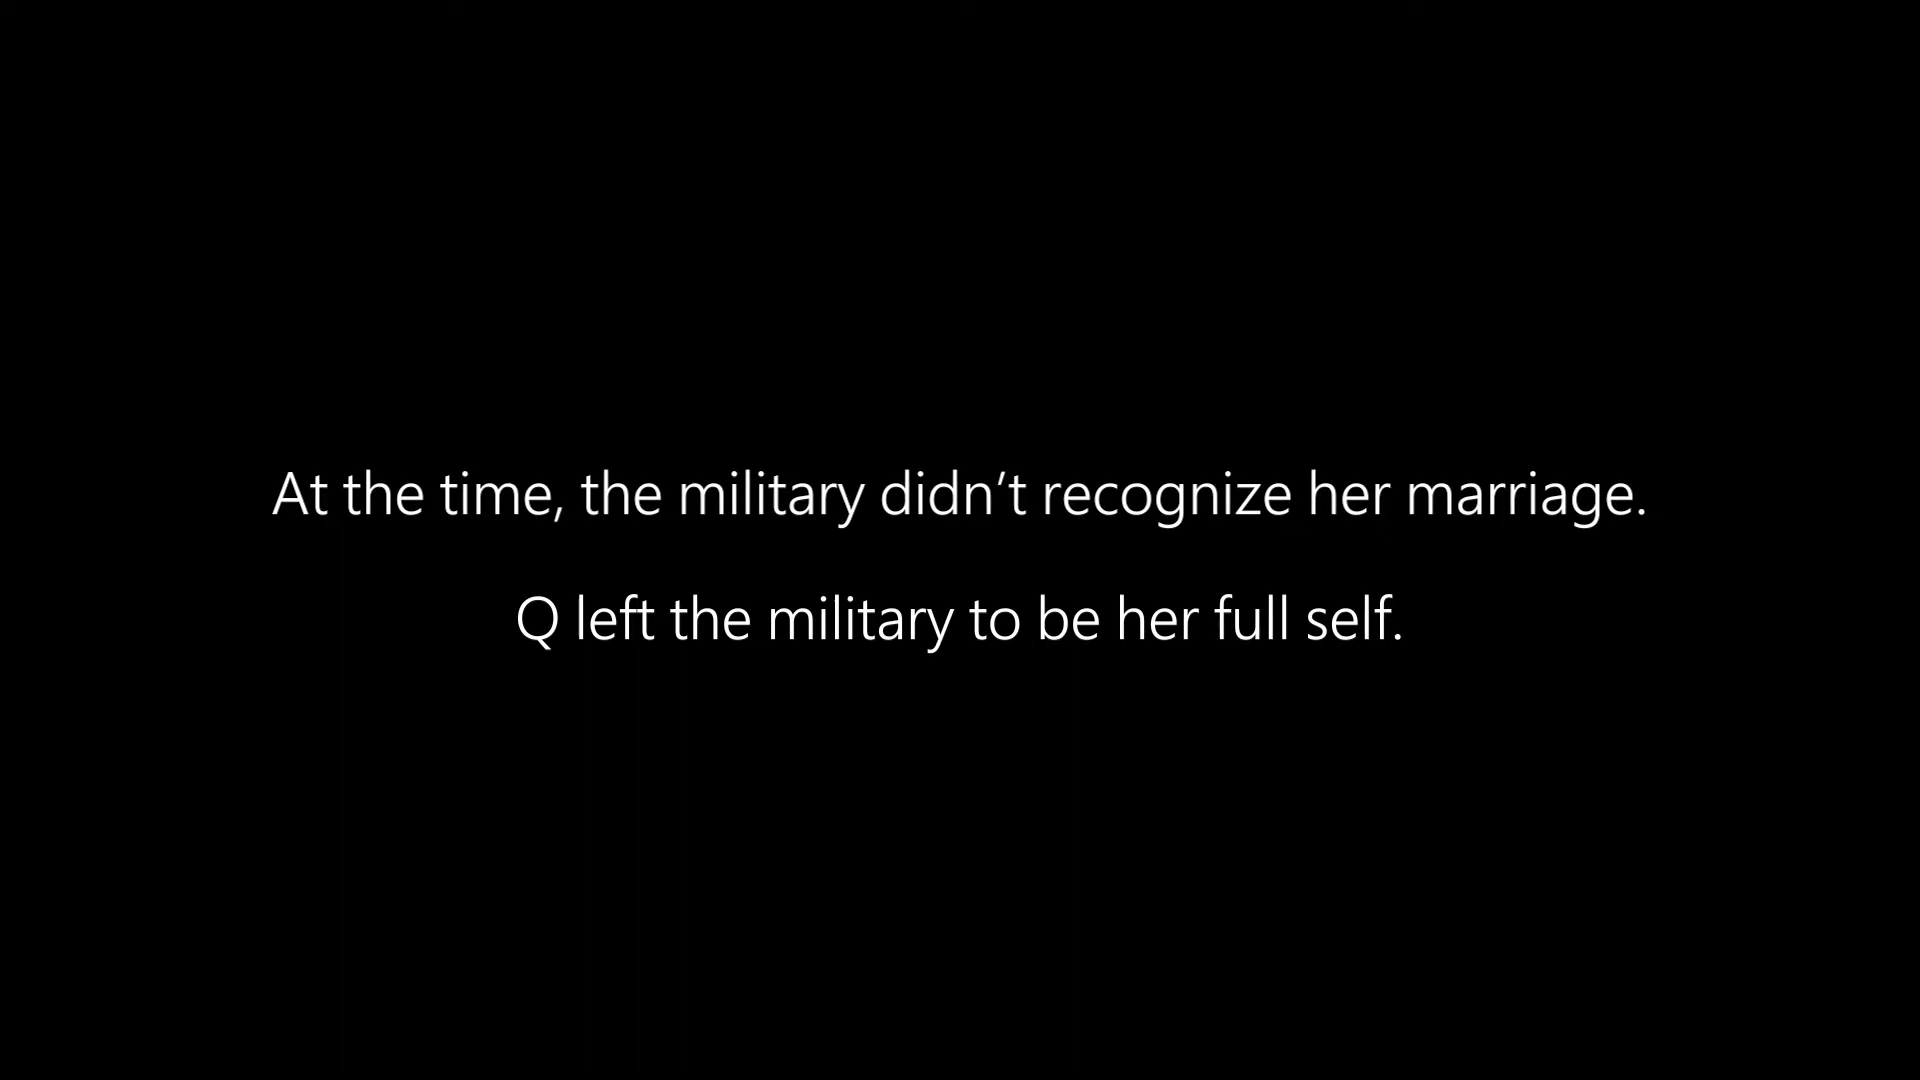 At the time, the military didn’t recognize her marriage.
Q left the military to be her full self.